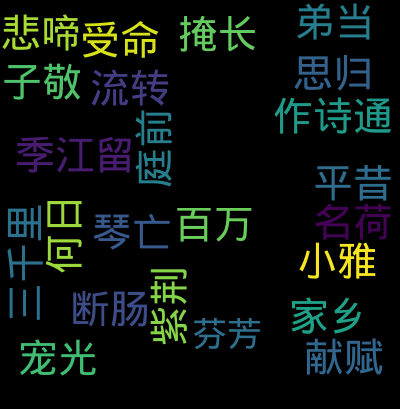 悲啼
受命
掩长
弟当
子敬
流转
思归
作诗通
季江留
庭前
平昔
名荷
三千里
何日
琴亡
百万
小雅
断肠
紫荆
芬芳
家乡
宠光
献赋